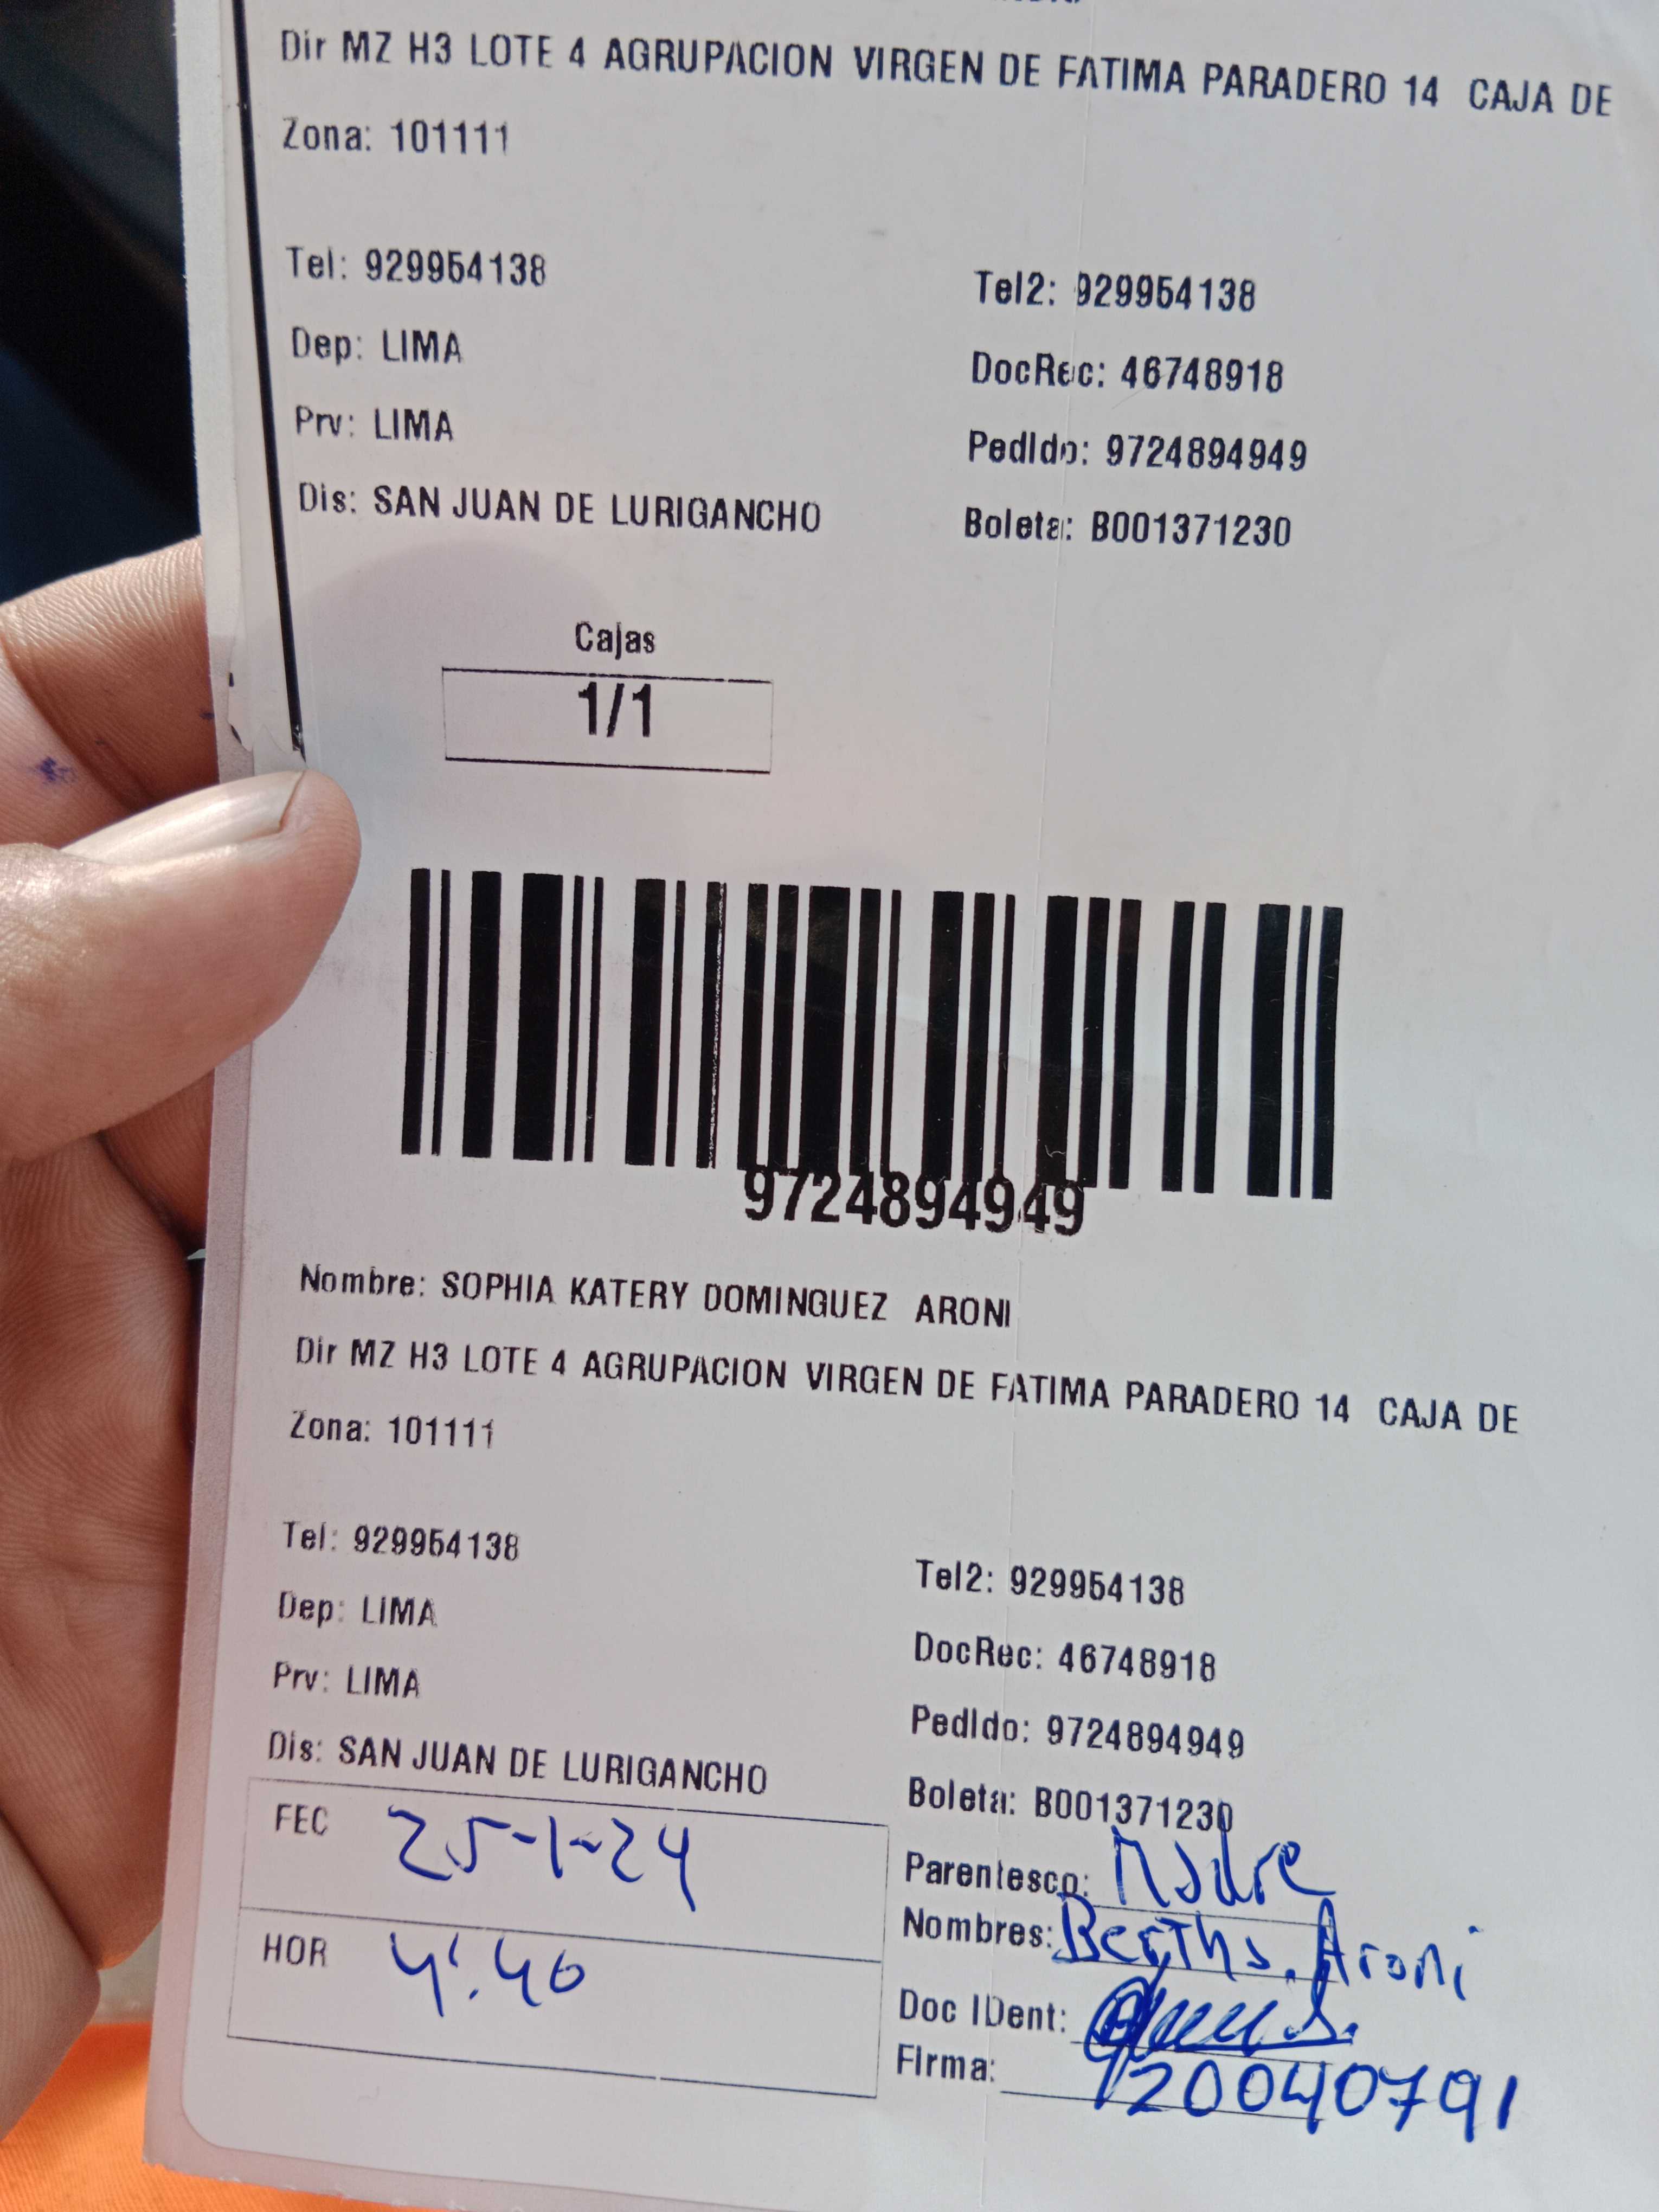 Dir MZ H3 LOTE 4 AGRUPACION VIRGEN DE FATIMA PARADERO 14 CAJA DE
Zona: 101111
Tel: 929954138 Tel2: 929954138
Dep: LIMA DocRec: 46748918
Prv: LIMA PedIdo: 9724894949
Dis: SAN JUAN DE LURIGANCHO Boleta: B001371230
Cajas
1/1
9724894949
Nombre: SOPHIA KATERY DOMINGUEZ ARONI
Dir MZ H3 LOTE 4 AGRUPACION VIRGEN DE FATIMA PARADERO 14 CAJA DE
Zona: 101111
Tel: 929954138 Tel2: 929954138
Dep: LIMA DocRec: 46748918
Prv: LIMA PedIdo: 9724894949
Dis: SAN JUAN DE LURIGANCHO Boleta: B001371230
FEC 25-1-24 Parentesco: Madre
Nombres: Bertha. Aroni
HOR 4:40
Doc IDent:
Firma: 20040791